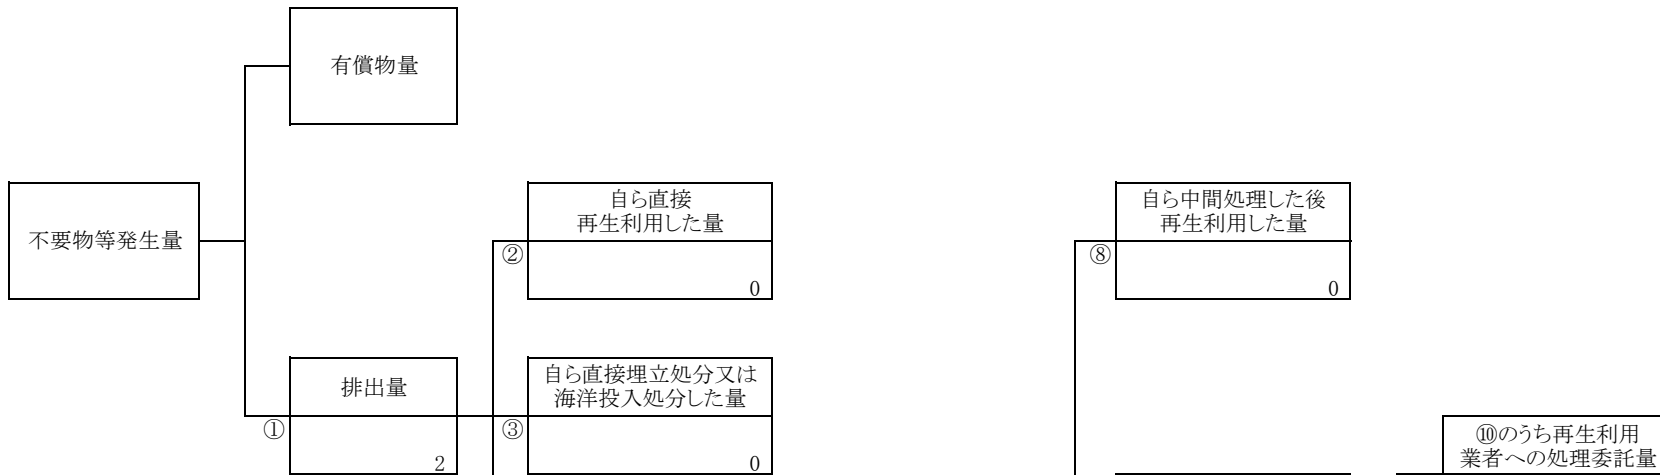 有償物量
不要物等発生量
自ら直接
再生利用した量
②
0
自ら中間処理した後
再生利用した量
⑧
0
排出量
①
2
自ら直接埋立処分又は
海洋投入処分した量
③
0
⑩のうち再生利用
業者への処理委託量